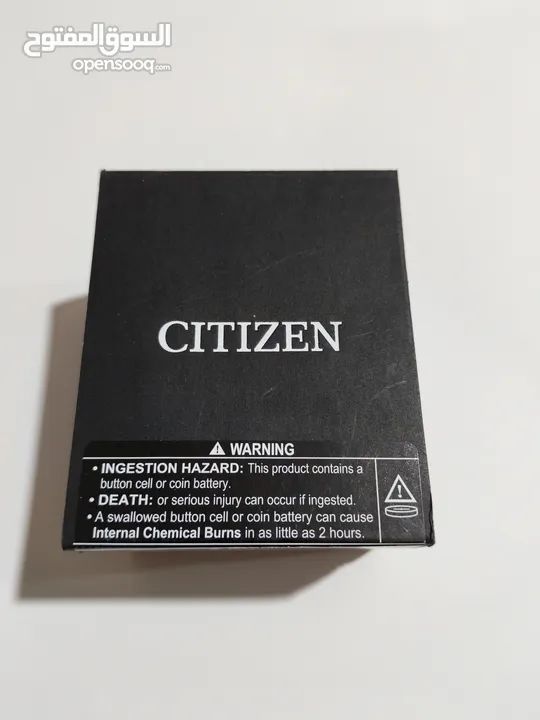 السوق المفتوح
opensooq.com
CITIZEN
⚠ WARNING
• INGESTION HAZARD: This product contains a
button cell or coin battery.
• DEATH: or serious injury can occur if ingested.
• A swallowed button cell or coin battery can cause
Internal Chemical Burns in as little as 2 hours.